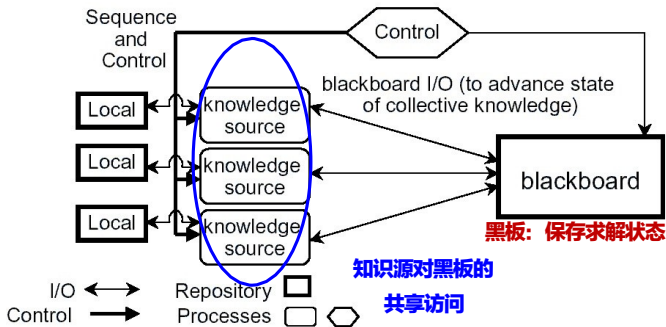 Sequence
and
Control
Control
blackboard I/O (to advance state
of collective knowledge)
Local
knowledge
source
Local
knowledge
source
Local
knowledge
source
blackboard
黑板：保存求解状态
知识源对黑板的
共享访问
I/O
Repository
Control
Processes